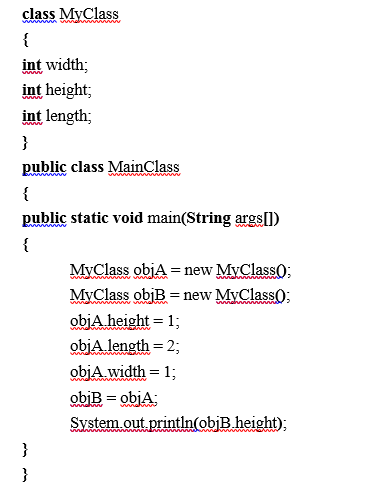 class MyClass
{
int width;
int height;
int length;
}
public class MainClass
{
public static void main(String args[])
{
MyClass objA = new MyClass();
MyClass objB = new MyClass();
objA.height = 1;
objA.length = 2;
objA.width = 1;
objB = objA;
System.out.println(objB.height);
}
}